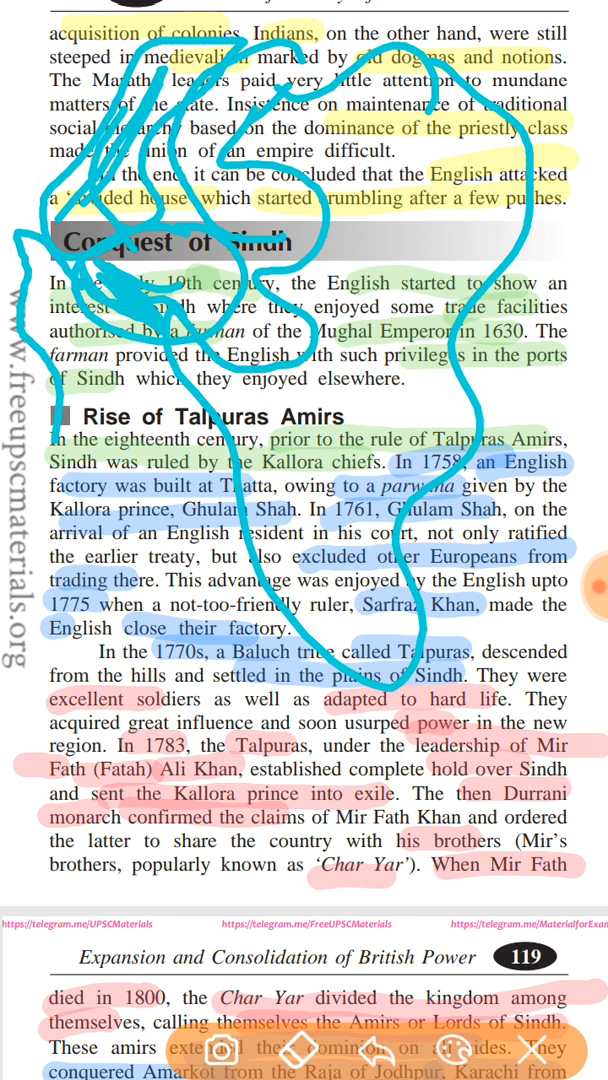 acquisition of colonies. Indians, on the other hand, were still
steeped in medievalism marked by old dogmas and notions.
The Maratha leaders paid very little attention to mundane
matters of the state. Insistence on maintenance of traditional
social hierarchy based on the dominance of the priestly class
made the union of an empire difficult.
In the end, it can be concluded that the English attacked
a ‘divided house’ which started crumbling after a few pushes.
Conquest of Sindh
In the early 19th century, the English started to show an
interest in Sindh where they enjoyed some trade facilities
authorised by a farman of the Mughal Emperor in 1630. The
farman provided the English with such privileges in the ports
of Sindh which they enjoyed elsewhere.
Rise of Talpuras Amirs
In the eighteenth century, prior to the rule of Talpuras Amirs,
Sindh was ruled by the Kallora chiefs. In 1758, an English
factory was built at Thatta, owing to a parwana given by the
Kallora prince, Ghulam Shah. In 1761, Ghulam Shah, on the
arrival of an English resident in his court, not only ratified
the earlier treaty, but also excluded other Europeans from
trading there. This advantage was enjoyed by the English upto
1775 when a not-too-friendly ruler, Sarfraz Khan, made the
English close their factory.
In the 1770s, a Baluch tribe called Talpuras, descended
from the hills and settled in the plains of Sindh. They were
excellent soldiers as well as adapted to hard life. They
acquired great influence and soon usurped power in the new
region. In 1783, the Talpuras, under the leadership of Mir
Fath (Fatah) Ali Khan, established complete hold over Sindh
and sent the Kallora prince into exile. The then Durrani
monarch confirmed the claims of Mir Fath Khan and ordered
the latter to share the country with his brothers (Mir’s
brothers, popularly known as ‘Char Yar’). When Mir Fath
www.freeupscmaterials.org
https://telegram.me/UPSCMaterials
https://telegram.me/FreeUPSCMaterials
https://telegram.me/MaterialforExam
Expansion and Consolidation of British Power 119
died in 1800, the Char Yar divided the kingdom among
themselves, calling themselves the Amirs or Lords of Sindh.
These amirs extended their dominion on all sides. They
conquered Amarkot from the Raja of Jodhpur, Karachi from